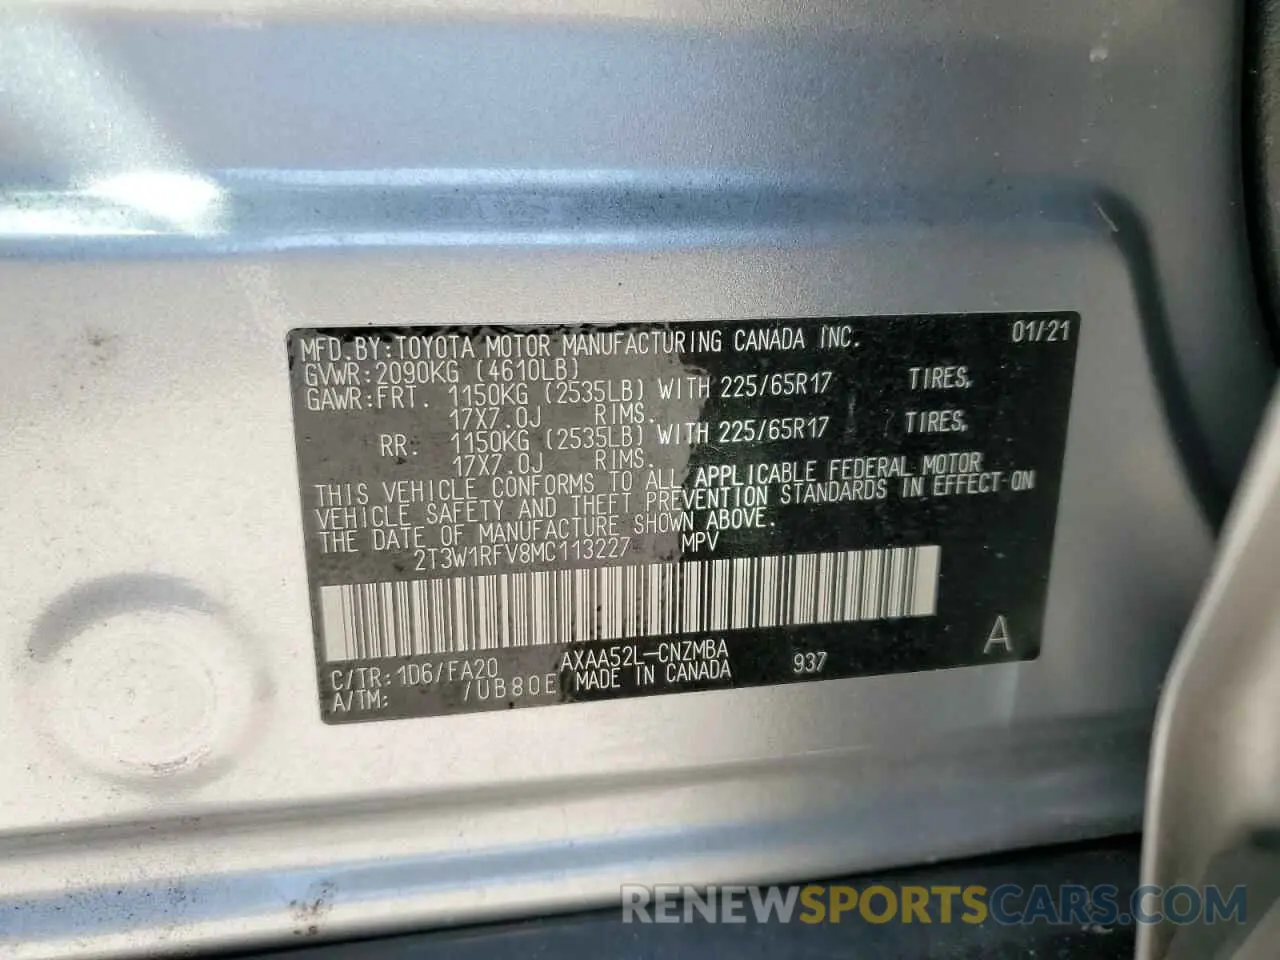 MFD.BY:TOYOTA MOTOR MANUFACTURING CANADA INC. 01/21
GVWR:2090KG (4610LB)
GAWR:FRT. 1150KG (2535LB) WITH 225/65R17 TIRES,
17X7.0J RIMS.
RR. 1150KG (2535LB) WITH 225/65R17 TIRES,
17X7.0J RIMS.
THIS VEHICLE CONFORMS TO ALL APPLICABLE FEDERAL MOTOR
VEHICLE SAFETY AND THEFT PREVENTION STANDARDS IN EFFECT ON
THE DATE OF MANUFACTURE SHOWN ABOVE.
2T3W1RFV8MC113227 MPV
C/TR:1D6/FA20 AXAA52L-CNZMBA 937 A
A/TM: /UB80E MADE IN CANADA
RENEWSPORTSCARS.COM